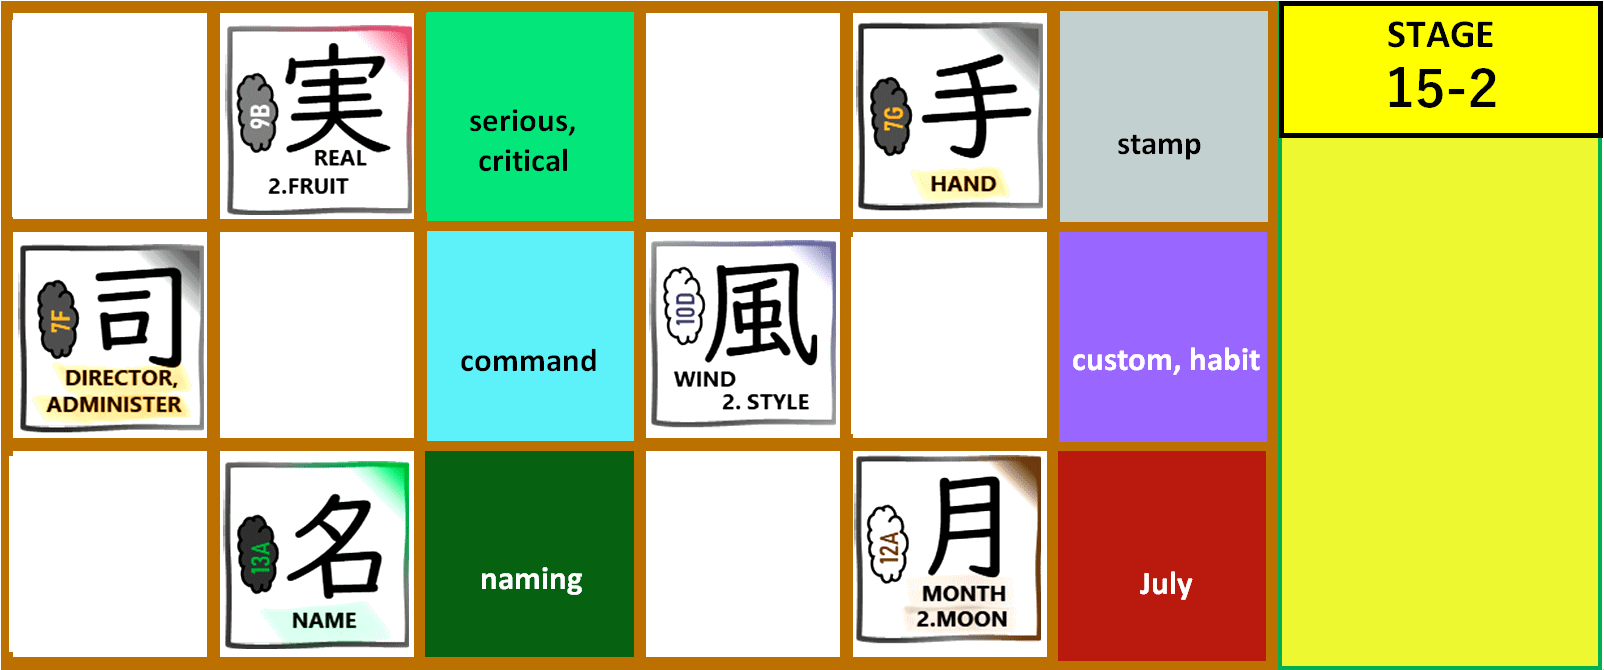 9B
実
REAL
2.FRUIT
serious,
critical
7G
手
HAND
stamp
STAGE
15-2
7F
司
DIRECTOR,
ADMINISTER
command
10D
風
WIND
2. STYLE
custom, habit
13A
名
NAME
naming
12A
月
MONTH
2.MOON
July